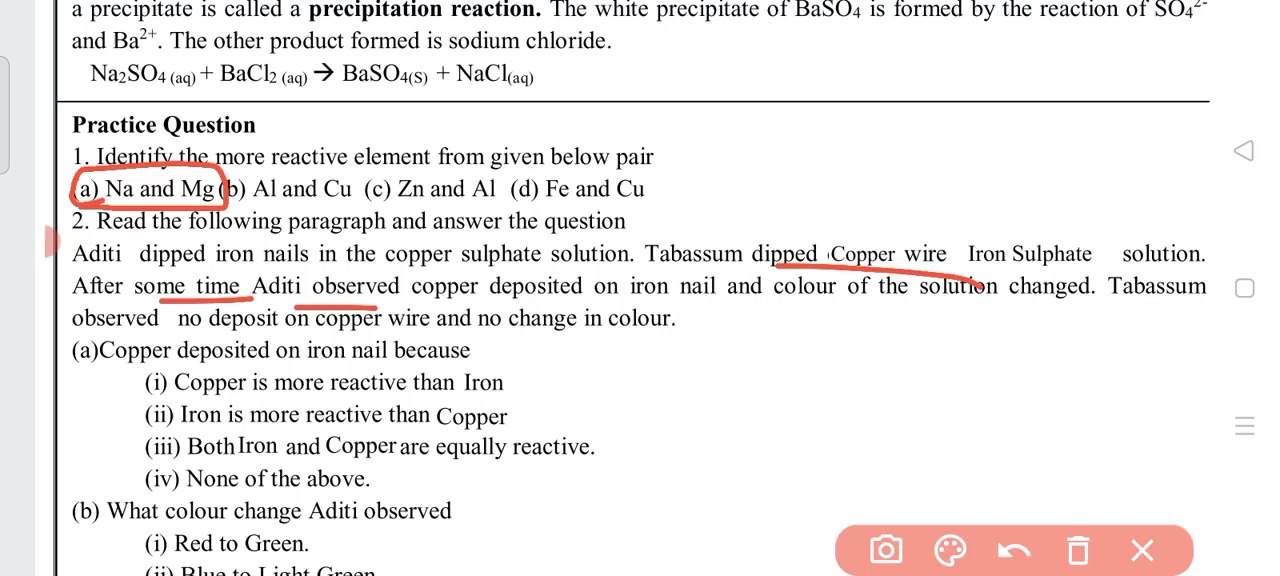 a precipitate is called a precipitation reaction. The white precipitate of BaSO4 is formed by the reaction of SO4²⁻
and Ba²⁺. The other product formed is sodium chloride.
Na2SO4 (aq) + BaCl2 (aq) → BaSO4(S) + NaCl(aq)
Practice Question
1. Identify the more reactive element from given below pair
(a) Na and Mg (b) Al and Cu (c) Zn and Al (d) Fe and Cu
2. Read the following paragraph and answer the question
Aditi dipped iron nails in the copper sulphate solution. Tabassum dipped Copper wire Iron Sulphate solution.
After some time Aditi observed copper deposited on iron nail and colour of the solution changed. Tabassum
observed no deposit on copper wire and no change in colour.
(a)Copper deposited on iron nail because
(i) Copper is more reactive than Iron
(ii) Iron is more reactive than Copper
(iii) Both Iron and Copper are equally reactive.
(iv) None of the above.
(b) What colour change Aditi observed
(i) Red to Green.
(ii) Blue to Light Green